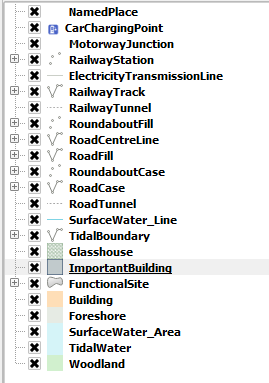 NamedPlace
CarChargingPoint
MotorwayJunction
RailwayStation
ElectricityTransmissionLine
RailwayTrack
RailwayTunnel
RoundaboutFill
RoadCentreLine
RoadFill
RoundaboutCase
RoadCase
RoadTunnel
SurfaceWater_Line
TidalBoundary
Glasshouse
ImportantBuilding
FunctionalSite
Building
Foreshore
SurfaceWater_Area
TidalWater
Woodland